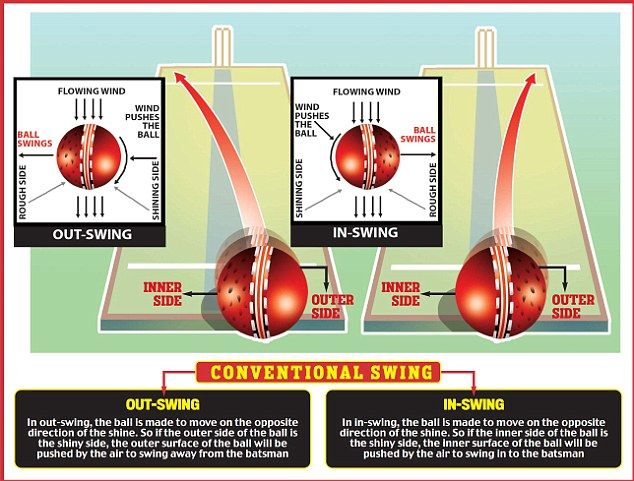 FLOWING WIND
WIND
PUSHES
THE
BALL
BALL
SWINGS
ROUGH SIDE
SHINING SIDE
OUT-SWING
FLOWING WIND
WIND
PUSHES
THE
BALL
BALL
SWINGS
SHINING SIDE
ROUGH SIDE
IN-SWING
INNER
SIDE
OUTER
SIDE
INNER
SIDE
OUTER
SIDE
CONVENTIONAL SWING
OUT-SWING
In out-swing, the ball is made to move on the opposite
direction of the shine. So if the outer side of the ball is
the shiny side, the outer surface of the ball will be
pushed by the air to swing away from the batsman
IN-SWING
In in-swing, the ball is made to move on the opposite
direction of the shine. So if the inner side of the ball is
the shiny side, the inner surface of the ball will be
pushed by the air to swing in to the batsman